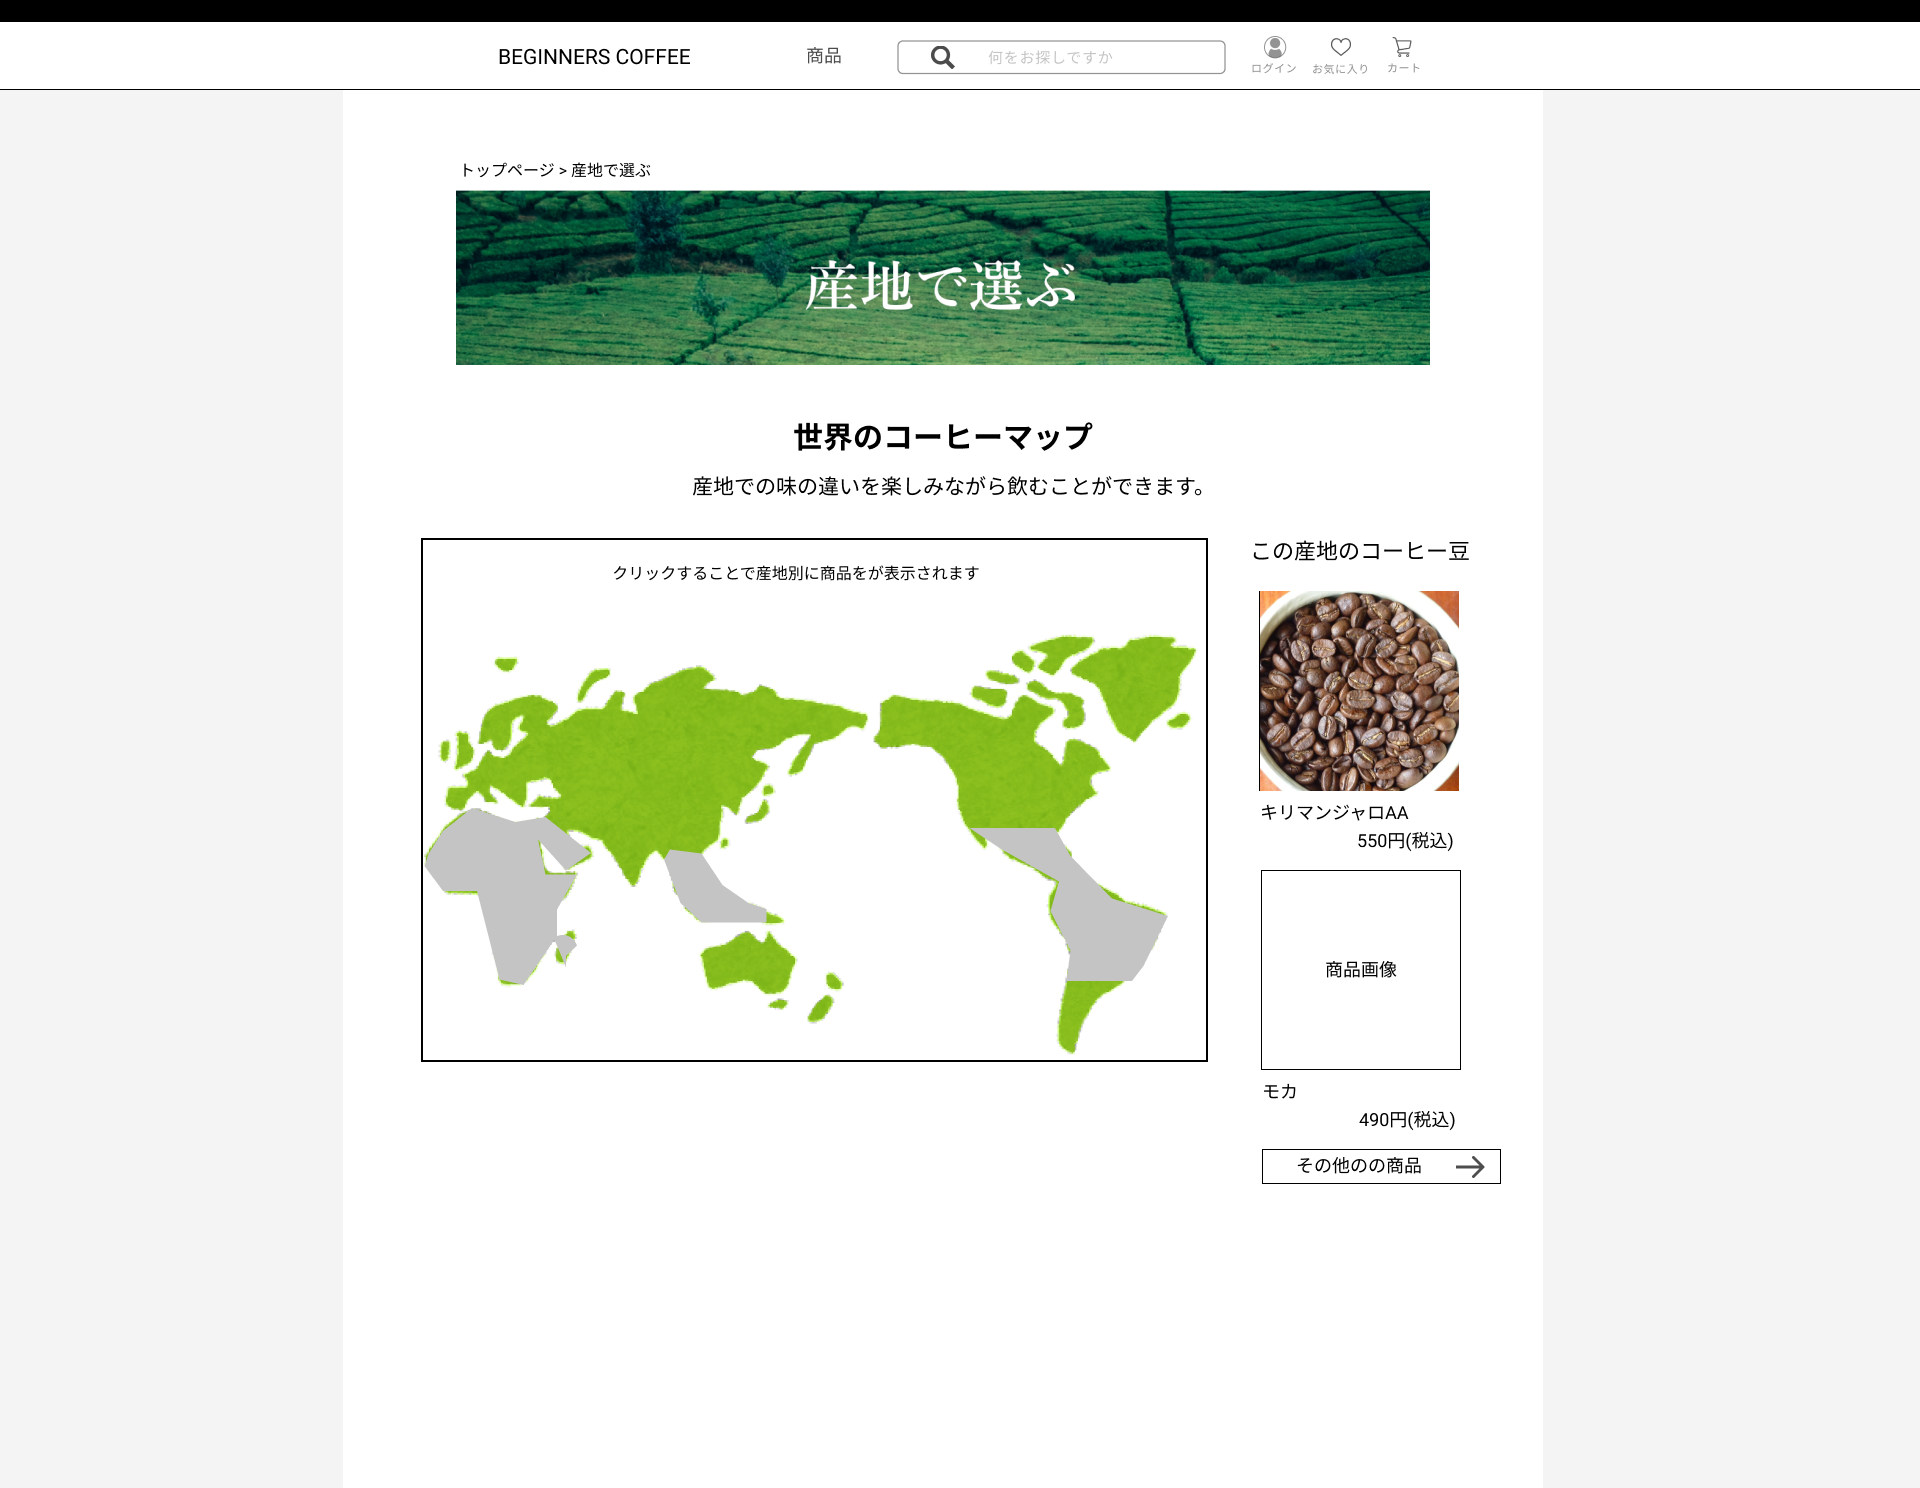 BEGINNERS COFFEE
商品
何をお探しですか
ログイン
お気に入り
カート
トップページ > 産地で選ぶ
産地で選ぶ
世界のコーヒーマップ
産地での味の違いを楽しみながら飲むことができます。
クリックすることで産地別に商品をが表示されます
この産地のコーヒー豆
キリマンジャロAA
550円(税込)
商品画像
モカ
490円(税込)
その他のの商品